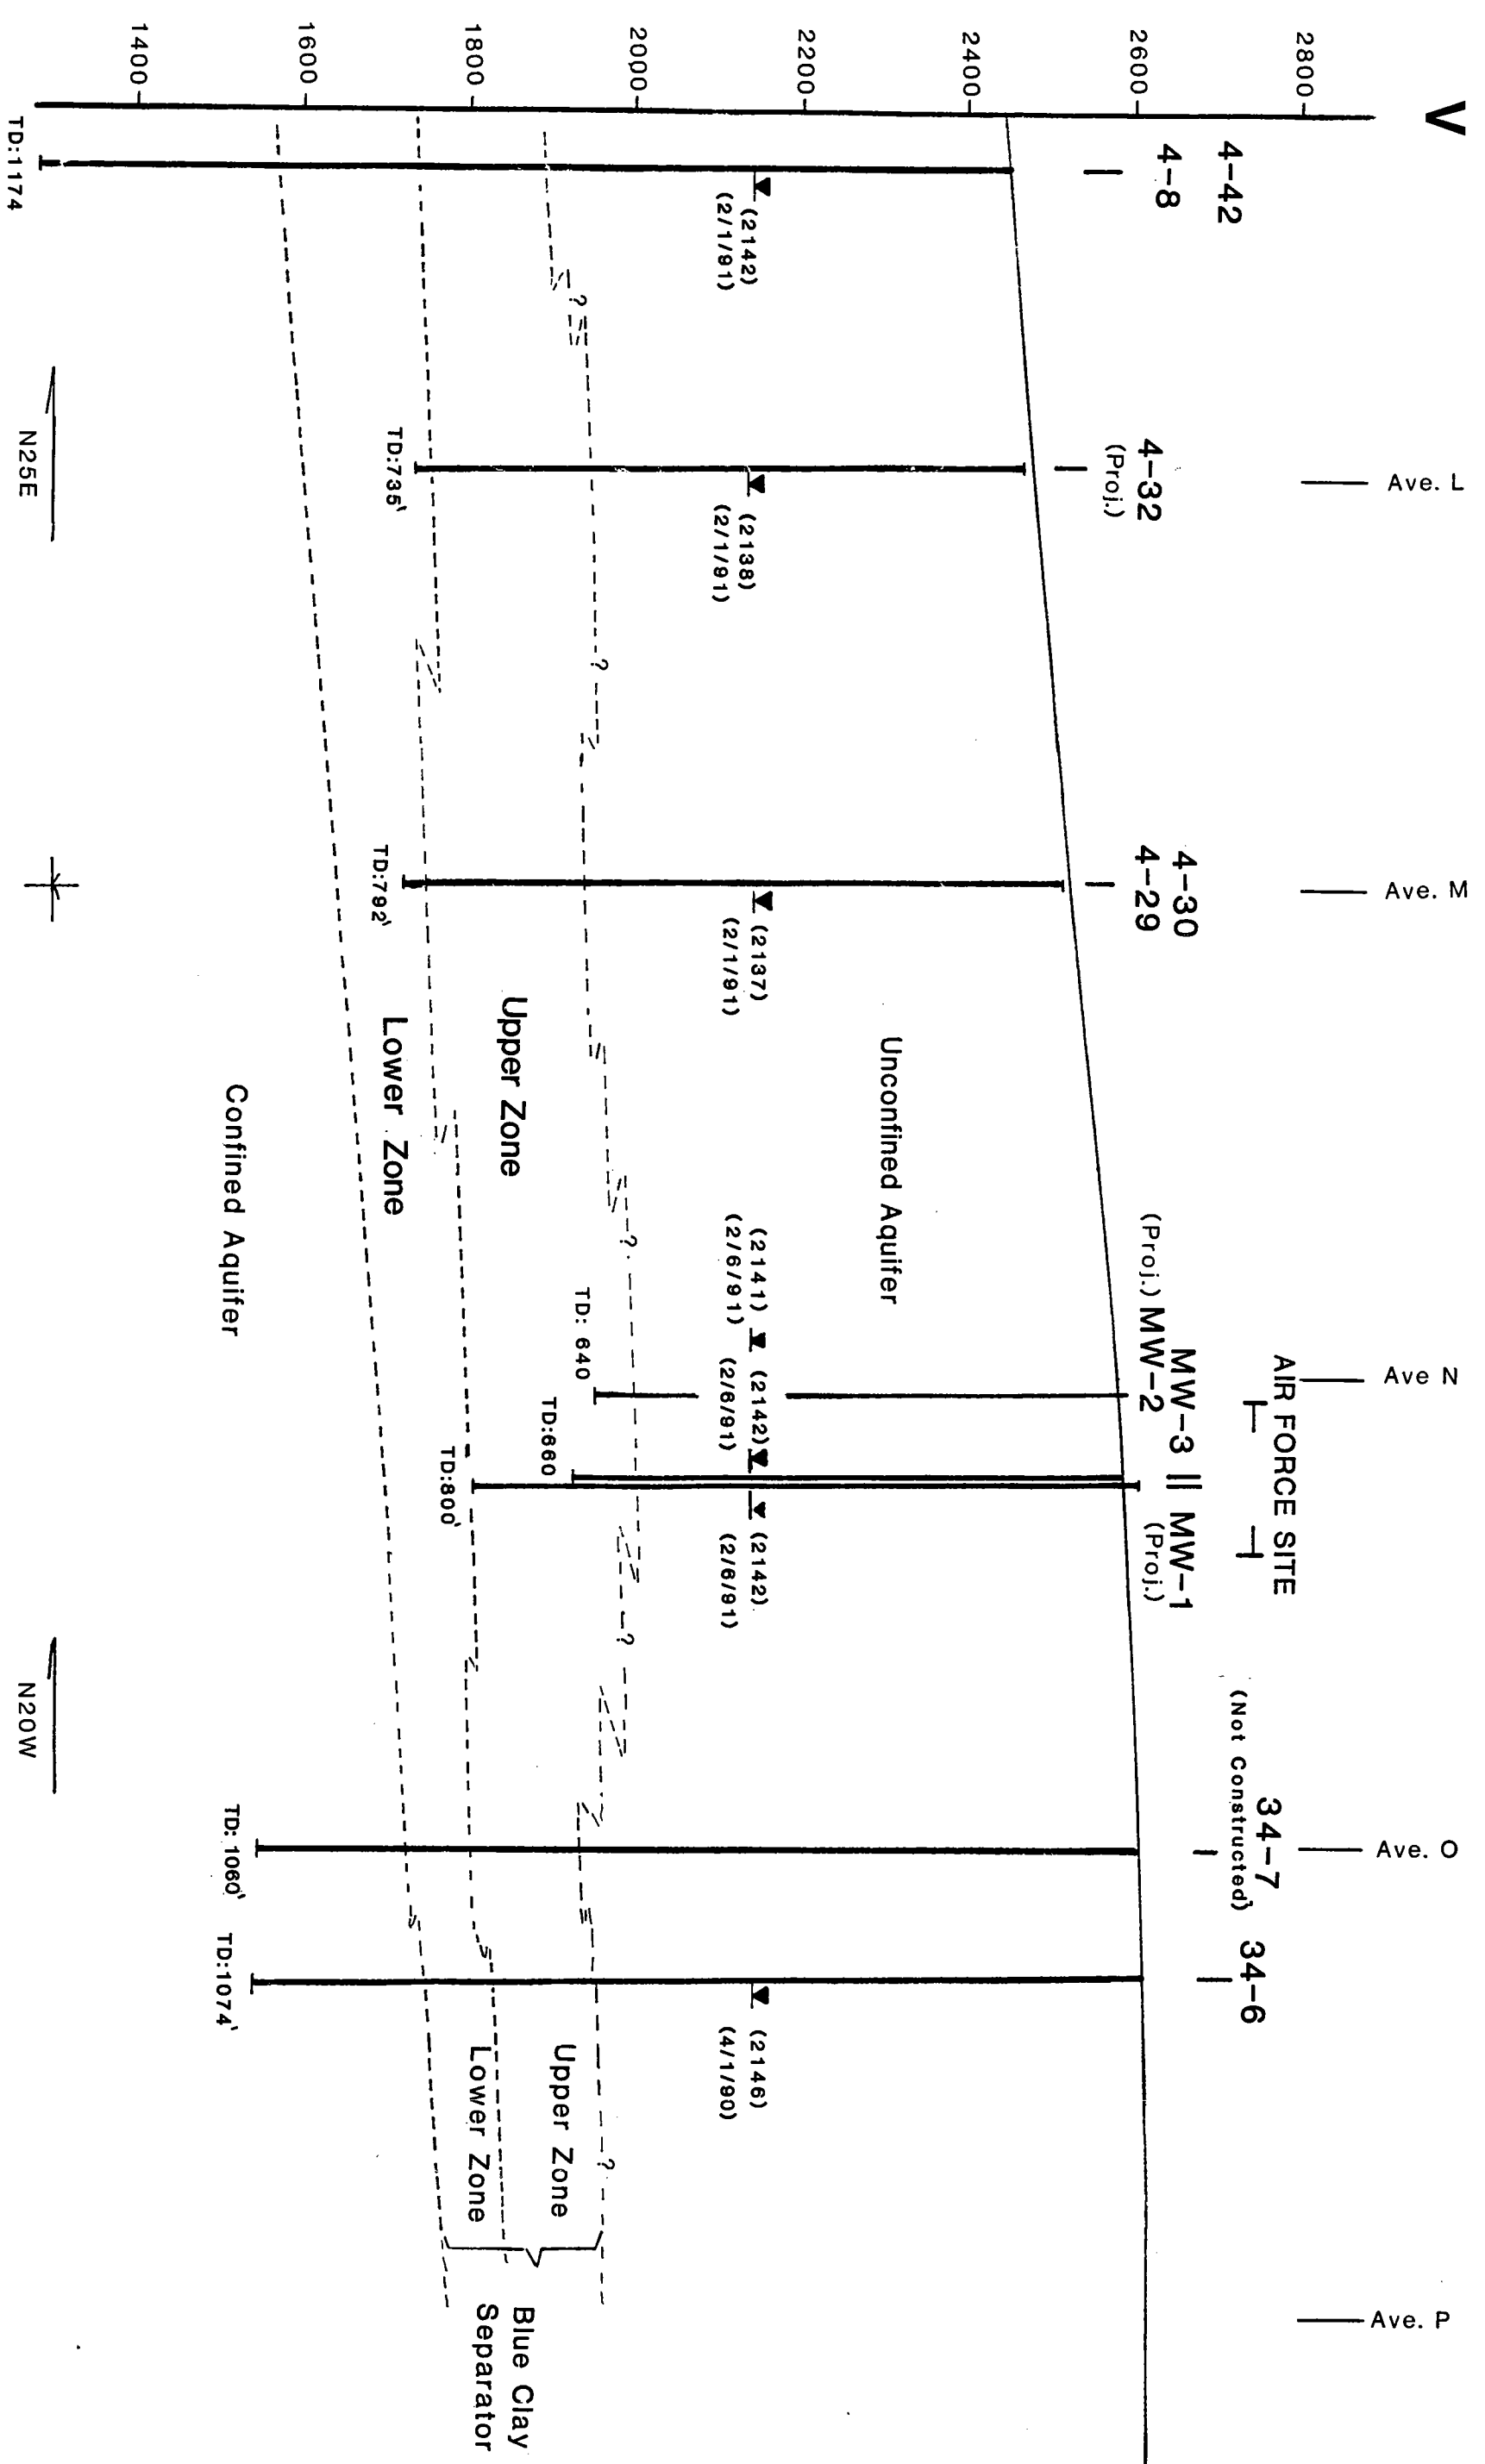 V
2800
2600
2400
2200
2000
1800
1600
1400
Ave. L
Ave. M
Ave N
Ave. O
Ave. P
4-42
4-8
4-32
(Proj.)
4-30
4-29
AIR FORCE SITE
MW-3
MW-1
(Proj.) MW-2
(Proj.)
34-7
(Not Constructed)
34-6
(2142)
(2/1/91)
(2138)
(2/1/91)
(2137)
(2/1/91)
(2141)
(2/6/91)
(2142)
(2/6/91)
(2142)
(2/6/91)
(2146)
(4/1/90)
Unconfined Aquifer
?
?
?
?
?
Upper Zone
Lower Zone
Confined Aquifer
Upper Zone
Lower Zone
Blue Clay
Separator
TD:1174
TD:735'
TD:792'
TD: 640
TD:660
TD:800'
TD: 1060'
TD:1074'
N25E
N20W